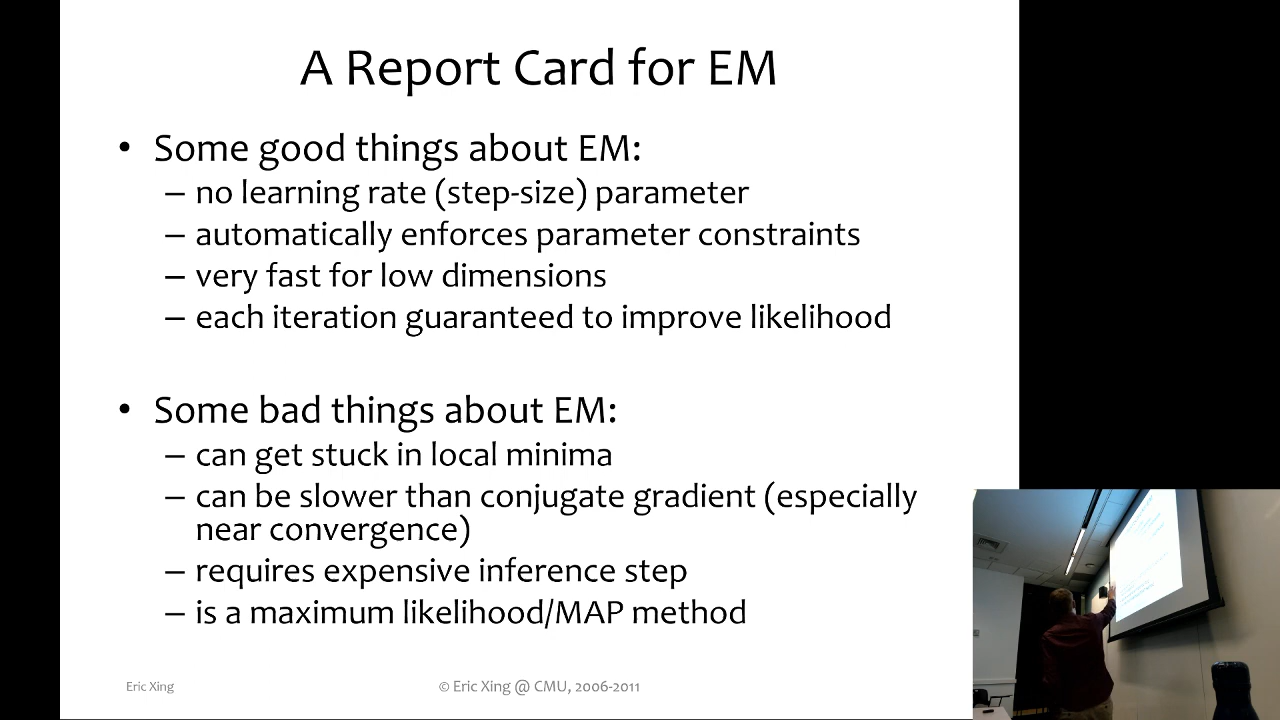 A Report Card for EM
• Some good things about EM:
– no learning rate (step-size) parameter
– automatically enforces parameter constraints
– very fast for low dimensions
– each iteration guaranteed to improve likelihood
• Some bad things about EM:
– can get stuck in local minima
– can be slower than conjugate gradient (especially
near convergence)
– requires expensive inference step
– is a maximum likelihood/MAP method
Eric Xing
© Eric Xing @ CMU, 2006-2011